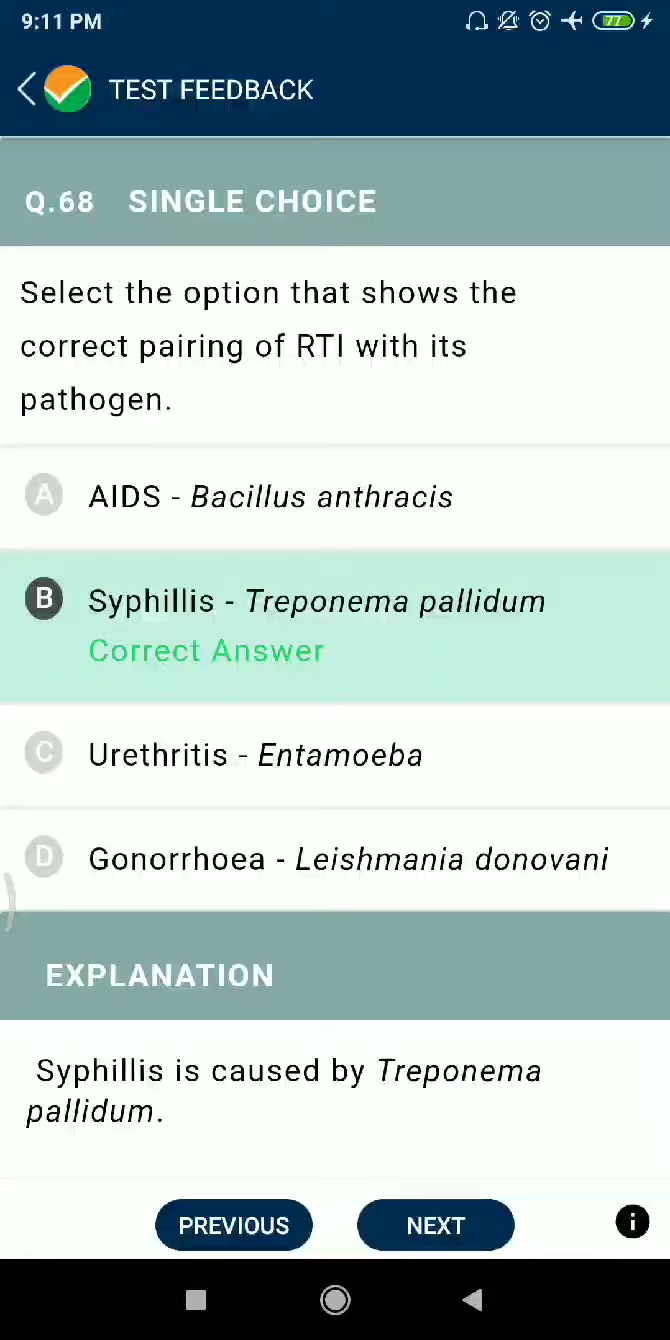 9:11 PM
77
TEST FEEDBACK
Q.68 SINGLE CHOICE
Select the option that shows the
correct pairing of RTI with its
pathogen.
A AIDS - Bacillus anthracis
B Syphillis - Treponema pallidum
Correct Answer
C Urethritis - Entamoeba
D Gonorrhoea - Leishmania donovani
EXPLANATION
Syphillis is caused by Treponema
pallidum.
PREVIOUS NEXT i